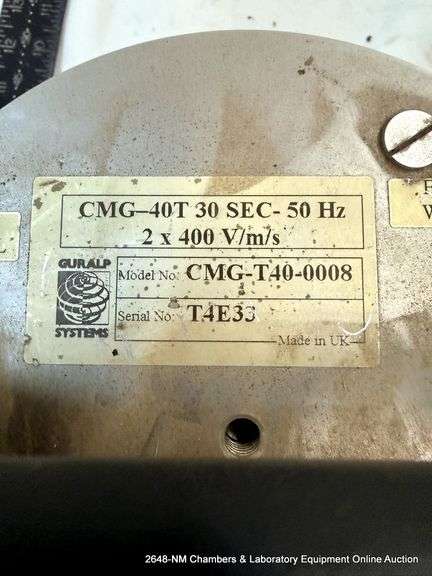 CMG–40T 30 SEC- 50 Hz
2 x 400 V/m/s
GURALP
SYSTEMS
Model No: CMG-T40-0008
Serial No: T4E33
Made in UK
2648-NM Chambers & Laboratory Equipment Online Auction